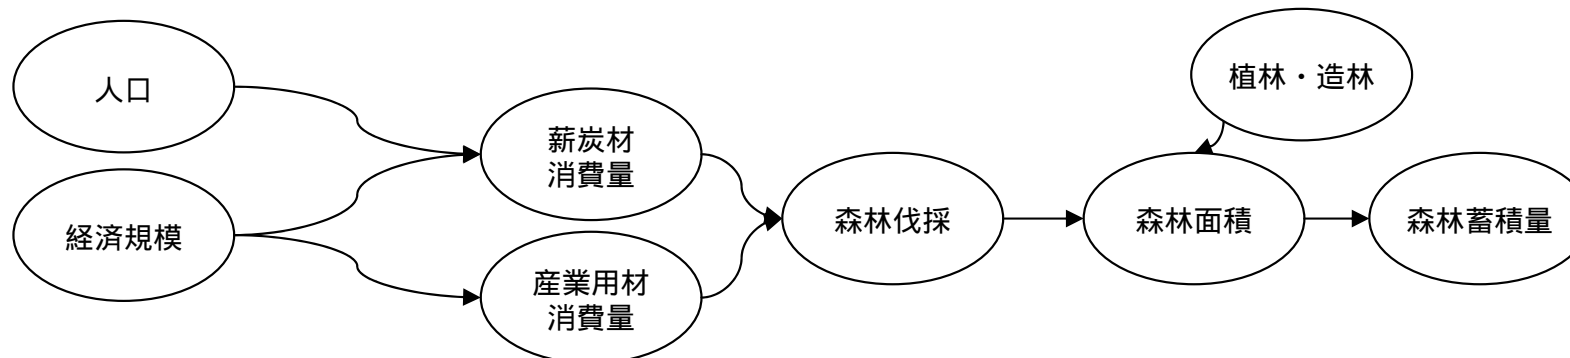 人口
経済規模
薪炭材
消費量
産業用材
消費量
森林伐採
植林・造林
森林面積
森林蓄積量